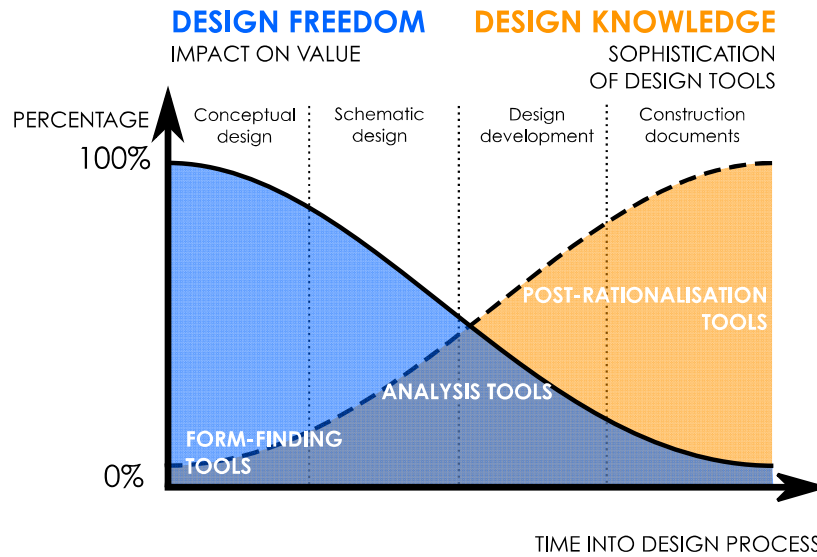 DESIGN FREEDOM
IMPACT ON VALUE
DESIGN KNOWLEDGE
SOPHISTICATION
OF DESIGN TOOLS
PERCENTAGE
100%
0%
Conceptual
design
Schematic
design
Design
development
Construction
documents
POST-RATIONALISATION
TOOLS
ANALYSIS TOOLS
FORM-FINDING
TOOLS
TIME INTO DESIGN PROCESS